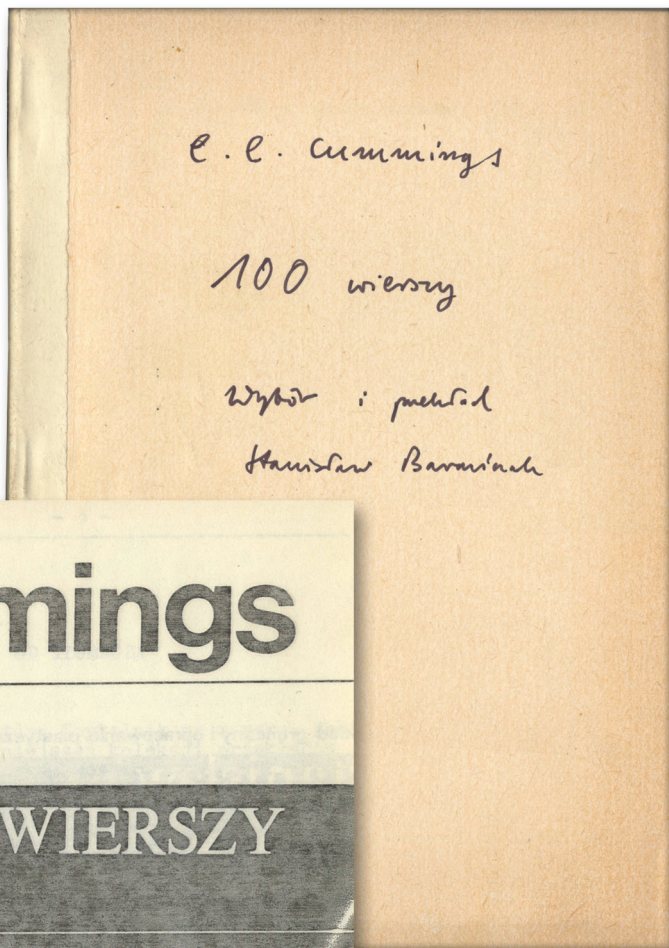 e.e. cummings
100 wierszy
Wybór i przekład
Stanisław Barańczak
mings
WIERSZY